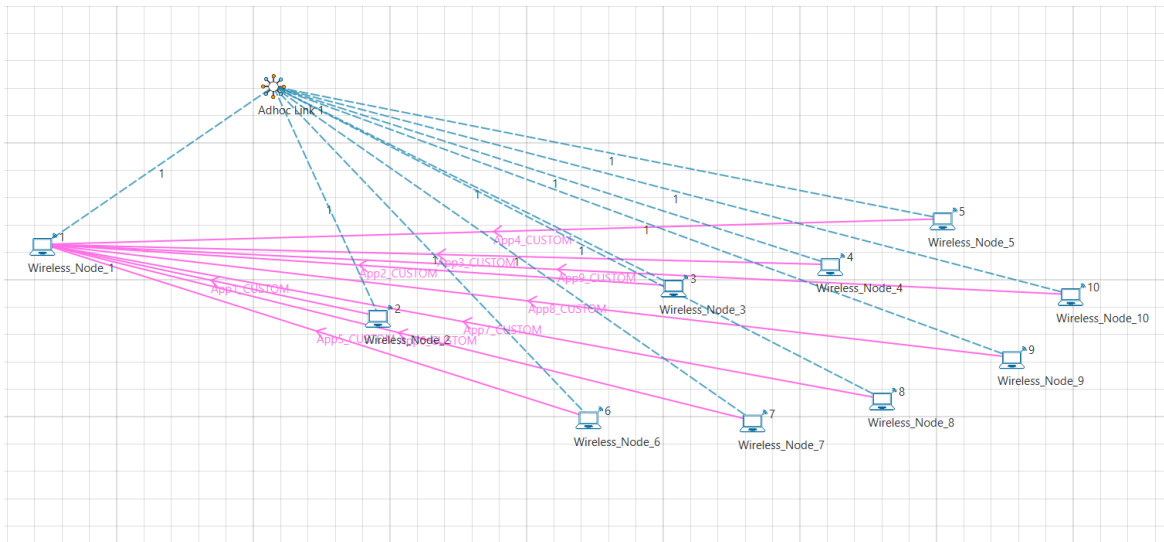 Adhoc Link 1
1
1
1
1
1
1
1
1
1
1
5
Wireless_Node_5
App4_CUSTOM
1
Wireless_Node_1
4
Wireless_Node_4
App3_CUSTOM
App2_CUSTOM
App9_CUSTOM
3
Wireless_Node_3
10
Wireless_Node_10
App1_CUSTOM
App8_CUSTOM
2
Wireless_Node_2
App7_CUSTOM
9
Wireless_Node_9
8
Wireless_Node_8
6
Wireless_Node_6
7
Wireless_Node_7